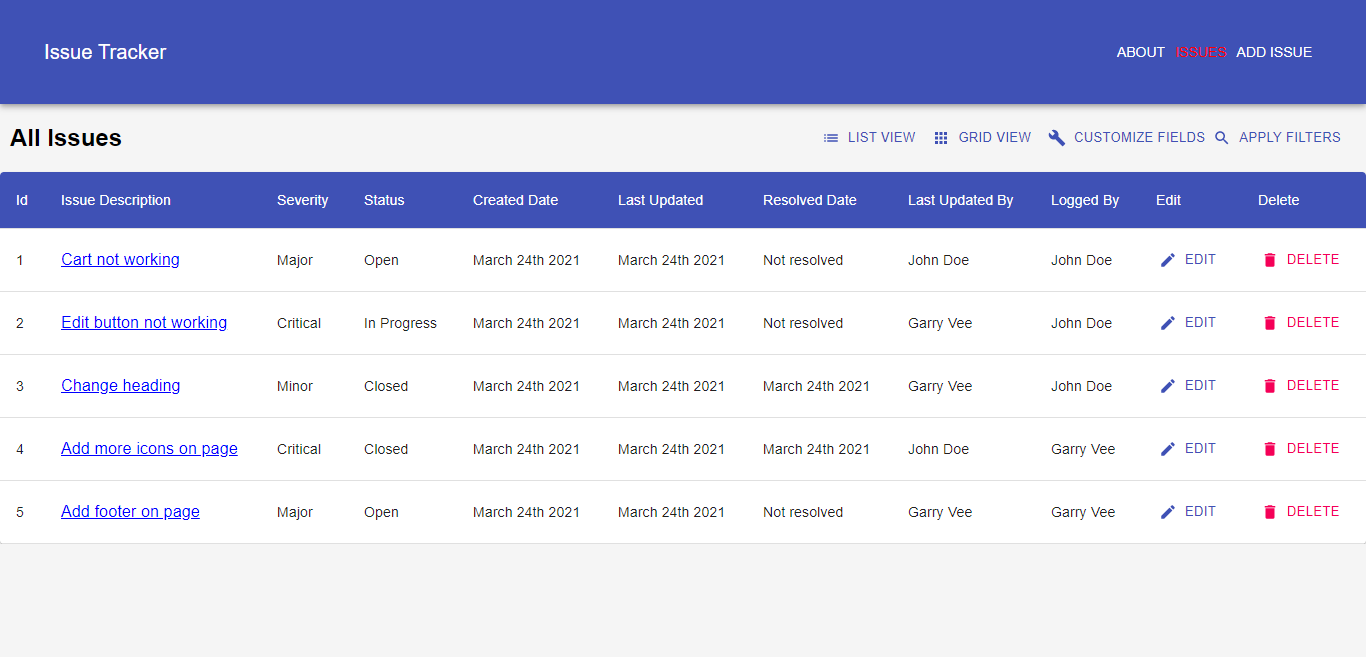 Issue Tracker ABOUT ISSUES ADD ISSUE
All Issues LIST VIEW GRID VIEW CUSTOMIZE FIELDS APPLY FILTERS
Id Issue Description Severity Status Created Date Last Updated Resolved Date Last Updated By Logged By Edit Delete
1 Cart not working Major Open March 24th 2021 March 24th 2021 Not resolved John Doe John Doe EDIT DELETE
2 Edit button not working Critical In Progress March 24th 2021 March 24th 2021 Not resolved Garry Vee John Doe EDIT DELETE
3 Change heading Minor Closed March 24th 2021 March 24th 2021 March 24th 2021 Garry Vee John Doe EDIT DELETE
4 Add more icons on page Critical Closed March 24th 2021 March 24th 2021 March 24th 2021 John Doe Garry Vee EDIT DELETE
5 Add footer on page Major Open March 24th 2021 March 24th 2021 Not resolved Garry Vee Garry Vee EDIT DELETE